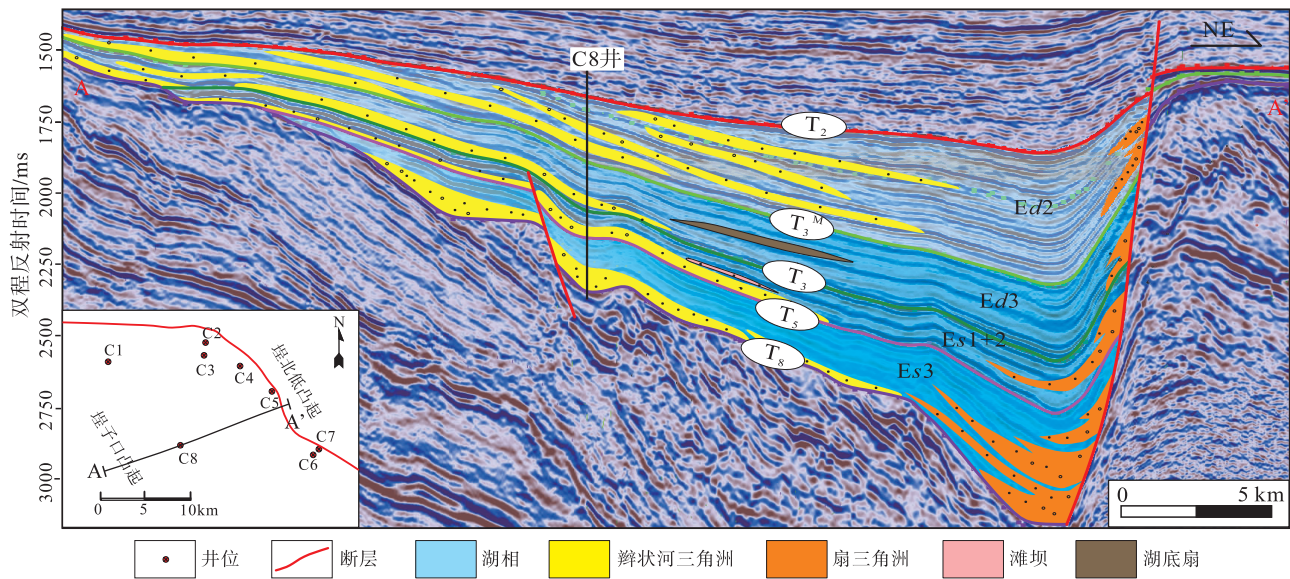 双程反射时间/ms
1500
1750
2000
2250
2500
2750
3000
A
C8井
NE
A'
T2
T3M
T3
T5
T8
Ed2
Ed3
Es1+2
Es3
N
C1
C2
C3
C4
C5
C6
C7
C8
A
A'
埕北低凸起
埕子口凸起
0 5 10km
0 5 km
井位
断层
湖相
辫状河三角洲
扇三角洲
滩坝
湖底扇